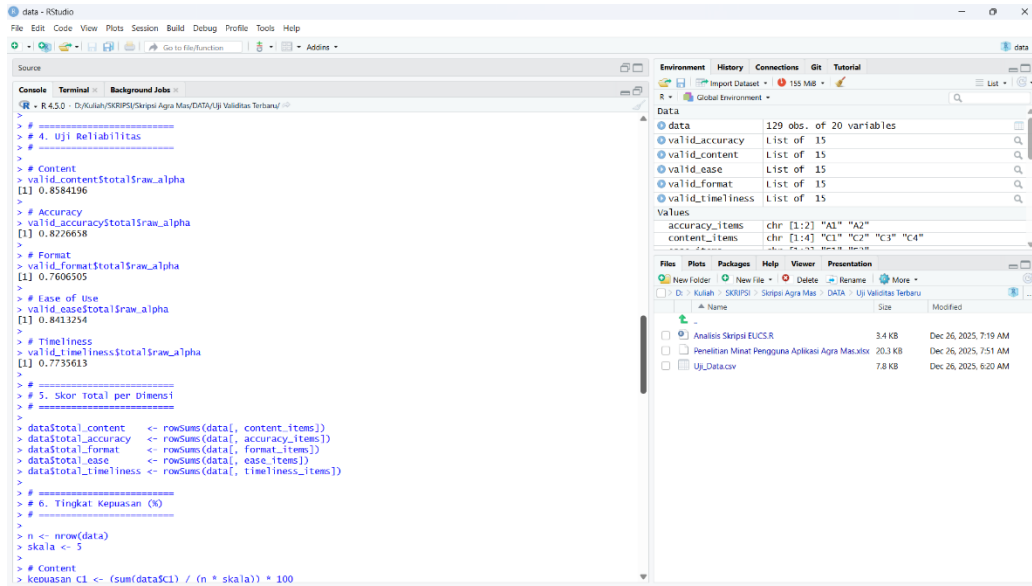 data - RStudio
File Edit Code View Plots Session Build Debug Profile Tools Help
Go to file/function Addins data
Source
Console Terminal Background Jobs
R 4.5.0 · D:/Kuliah/SKRIPSI/Skripsi Agra Mas/DATA/Uji Validitas Terbaru/
>
> # =========================
> # 4. Uji Reliabilitas
> # =========================
>
> # Content
> valid_content$total$raw_alpha
[1] 0.8584196
>
> # Accuracy
> valid_accuracy$total$raw_alpha
[1] 0.8226658
>
> # Format
> valid_format$total$raw_alpha
[1] 0.7606505
>
> # Ease of Use
> valid_ease$total$raw_alpha
[1] 0.8413254
>
> # Timeliness
> valid_timeliness$total$raw_alpha
[1] 0.7735613
>
> # =========================
> # 5. Skor Total per Dimensi
> # =========================
>
> data$total_content    <- rowSums(data[, content_items])
> data$total_accuracy   <- rowSums(data[, accuracy_items])
> data$total_format     <- rowSums(data[, format_items])
> data$total_ease       <- rowSums(data[, ease_items])
> data$total_timeliness <- rowSums(data[, timeliness_items])
>
> # =========================
> # 6. Tingkat Kepuasan (%)
> # =========================
>
> n <- nrow(data)
> skala <- 5
>
> # Content
> kepuasan_C1 <- (sum(data$C1) / (n * skala)) * 100
Environment History Connections Git Tutorial
Import Dataset 155 MiB List
R Global Environment
Data
data 129 obs. of 20 variables
valid_accuracy List of 15
valid_content List of 15
valid_ease List of 15
valid_format List of 15
valid_timeliness List of 15
Values
accuracy_items chr [1:2] "A1" "A2"
content_items chr [1:4] "C1" "C2" "C3" "C4"
Files Plots Packages Help Viewer Presentation
New Folder New File Delete Rename More
D: > Kuliah > SKRIPSI > Skripsi Agra Mas > DATA > Uji Validitas Terbaru
Name Size Modified
..
Analisis Skripsi EUCS.R 3.4 KB Dec 26, 2025, 7:19 AM
Penelitian Minat Pengguna Aplikasi Agra Mas.xlsx 20.3 KB Dec 26, 2025, 7:51 AM
Uji_Data.csv 7.8 KB Dec 26, 2025, 6:20 AM